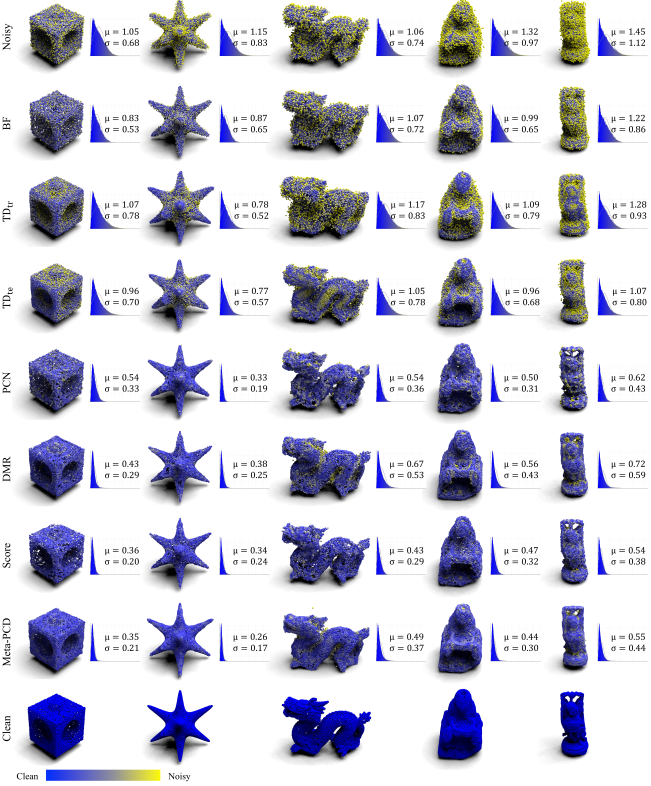 Noisy
μ = 1.05
σ = 0.68
μ = 1.15
σ = 0.83
μ = 1.06
σ = 0.74
μ = 1.32
σ = 0.97
μ = 1.45
σ = 1.12
BF
μ = 0.83
σ = 0.53
μ = 0.87
σ = 0.65
μ = 1.07
σ = 0.72
μ = 0.99
σ = 0.65
μ = 1.22
σ = 0.86
TDtr
μ = 1.07
σ = 0.78
μ = 0.78
σ = 0.52
μ = 1.17
σ = 0.83
μ = 1.09
σ = 0.79
μ = 1.28
σ = 0.93
TDte
μ = 0.96
σ = 0.70
μ = 0.77
σ = 0.57
μ = 1.05
σ = 0.78
μ = 0.96
σ = 0.68
μ = 1.07
σ = 0.80
PCN
μ = 0.54
σ = 0.33
μ = 0.33
σ = 0.19
μ = 0.54
σ = 0.36
μ = 0.50
σ = 0.31
μ = 0.62
σ = 0.43
DMR
μ = 0.43
σ = 0.29
μ = 0.38
σ = 0.25
μ = 0.67
σ = 0.53
μ = 0.56
σ = 0.43
μ = 0.72
σ = 0.59
Score
μ = 0.36
σ = 0.20
μ = 0.34
σ = 0.24
μ = 0.43
σ = 0.29
μ = 0.47
σ = 0.32
μ = 0.54
σ = 0.38
Meta-PCD
μ = 0.35
σ = 0.21
μ = 0.26
σ = 0.17
μ = 0.49
σ = 0.37
μ = 0.44
σ = 0.30
μ = 0.55
σ = 0.44
Clean
Clean
Noisy